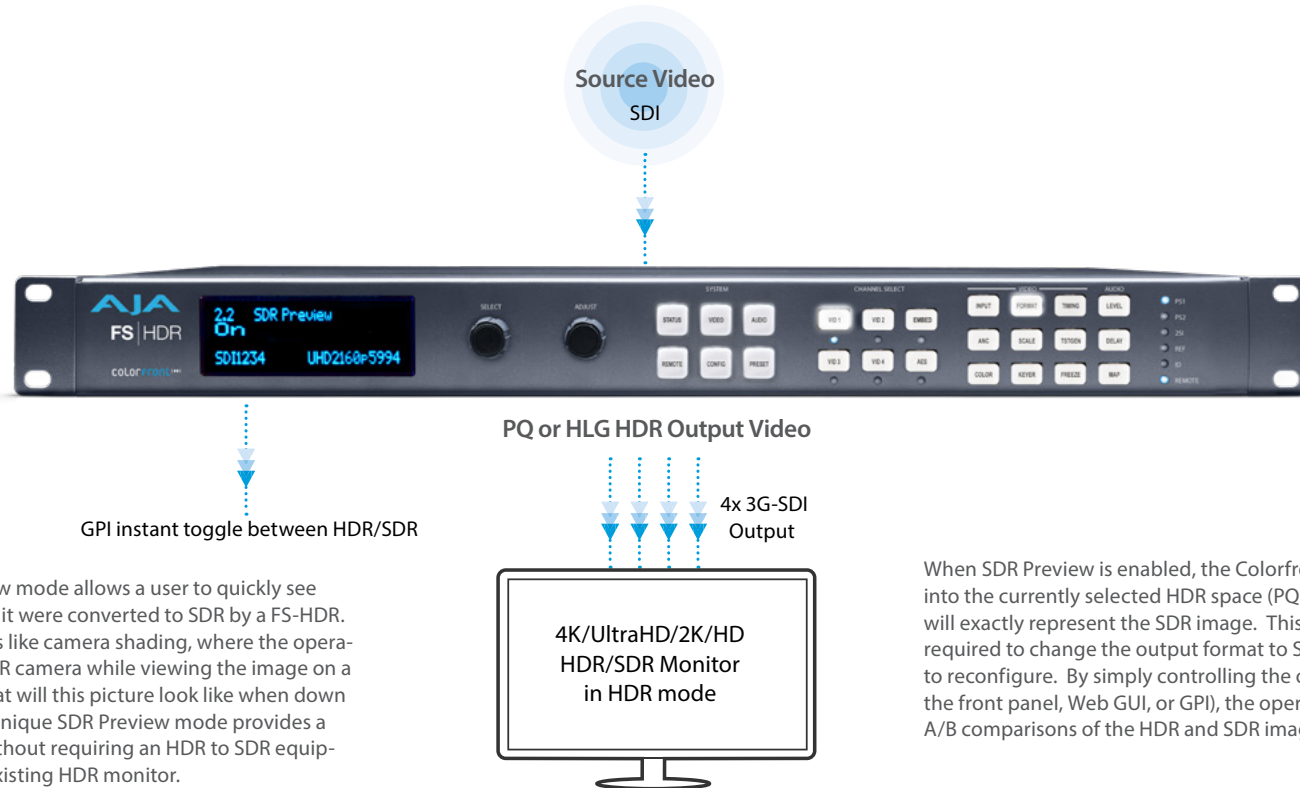 Source Video
SDI
AJA
FS|HDR
colorfront
2.2 SDR Preview
On
SDI1234 UHD2160p5994
SELECT
ADJUST
SYSTEM
STATUS VIDEO AUDIO
REMOTE CONFIG PRESET
CHANNEL SELECT
VID 1 VID 2 EMBED
VID 3 VID 4 AES
VIDEO AUDIO
INPUT FORMAT TIMING LEVEL
ANC SCALE TSTGEN DELAY
COLOR KEYER FREEZE MAP
PS1
PS2
REF
REMOTE
PQ or HLG HDR Output Video
4x 3G-SDI
Output
GPI instant toggle between HDR/SDR
w mode allows a user to quickly see
it were converted to SDR by a FS-HDR.
s like camera shading, where the opera-
R camera while viewing the image on a
at will this picture look like when down
nique SDR Preview mode provides a
thout requiring an HDR to SDR equip-
xisting HDR monitor.
4K/UltraHD/2K/HD
HDR/SDR Monitor
in HDR mode
When SDR Preview is enabled, the Colorfro
into the currently selected HDR space (PQ
will exactly represent the SDR image. This
required to change the output format to S
to reconfigure. By simply controlling the c
the front panel, Web GUI, or GPI), the oper
A/B comparisons of the HDR and SDR imag